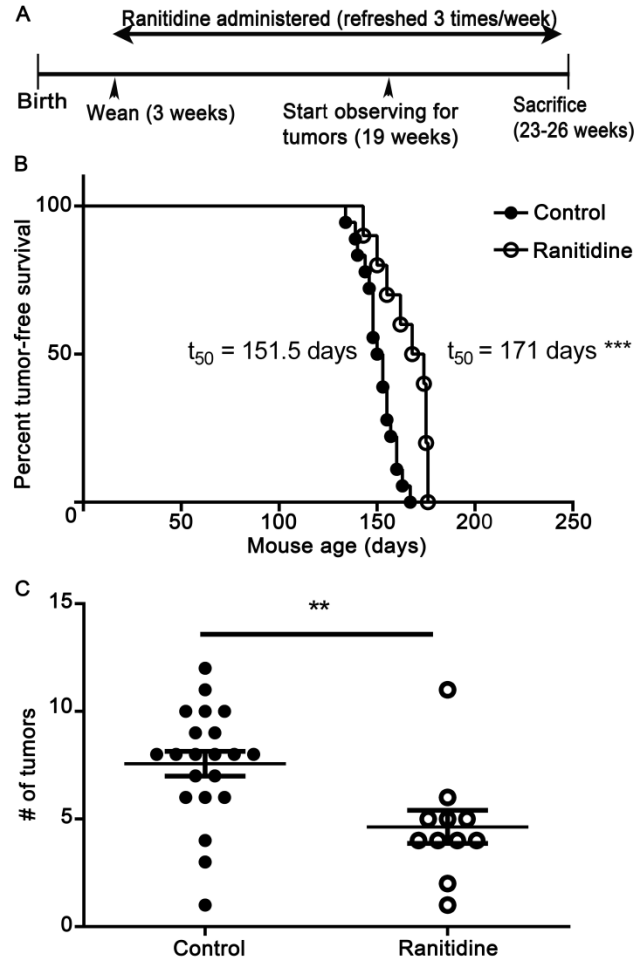 A
Ranitidine administered (refreshed 3 times/week)
Birth
Wean (3 weeks)
Start observing for
tumors (19 weeks)
Sacrifice
(23-26 weeks)
B
Percent tumor-free survival
100
50
0
Control
Ranitidine
t50 = 151.5 days
t50 = 171 days ***
50 100 150 200 250
Mouse age (days)
C
# of tumors
15
10
5
0
**
Control Ranitidine